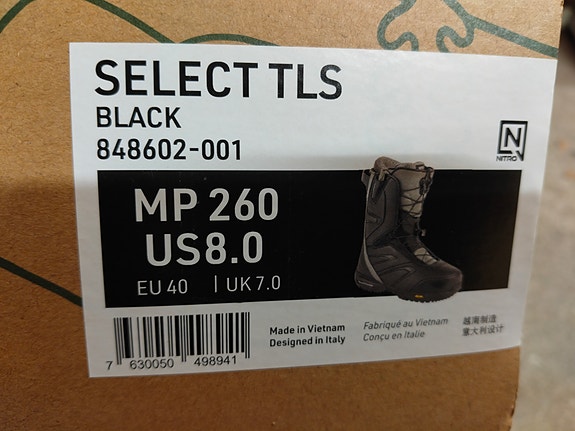 SELECT TLS
BLACK
848602-001
NITRO
MP 260
US8.0
EU 40 | UK 7.0
Made in Vietnam
Designed in Italy
Fabriqué au Vietnam
Conçu en Italie
越南制造
意大利设计
7 630050 498941